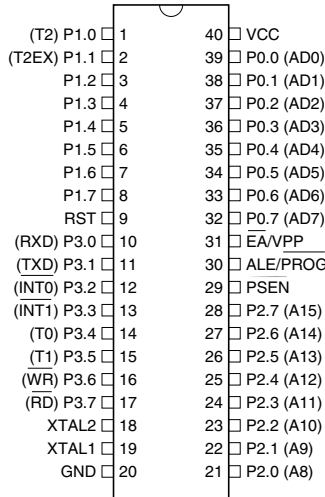 (T2) P1.0 1 40 VCC
(T2EX) P1.1 2 39 P0.0 (AD0)
P1.2 3 38 P0.1 (AD1)
P1.3 4 37 P0.2 (AD2)
P1.4 5 36 P0.3 (AD3)
P1.5 6 35 P0.4 (AD4)
P1.6 7 34 P0.5 (AD5)
P1.7 8 33 P0.6 (AD6)
RST 9 32 P0.7 (AD7)
(RXD) P3.0 10 31 E̅A̅/VPP
(TXD) P3.1 11 30 ALE/P̅R̅O̅G̅
(I̅N̅T̅0̅) P3.2 12 29 P̅S̅E̅N̅
(I̅N̅T̅1̅) P3.3 13 28 P2.7 (A15)
(T0) P3.4 14 27 P2.6 (A14)
(T1) P3.5 15 26 P2.5 (A13)
(W̅R̅) P3.6 16 25 P2.4 (A12)
(R̅D̅) P3.7 17 24 P2.3 (A11)
XTAL2 18 23 P2.2 (A10)
XTAL1 19 22 P2.1 (A9)
GND 20 21 P2.0 (A8)